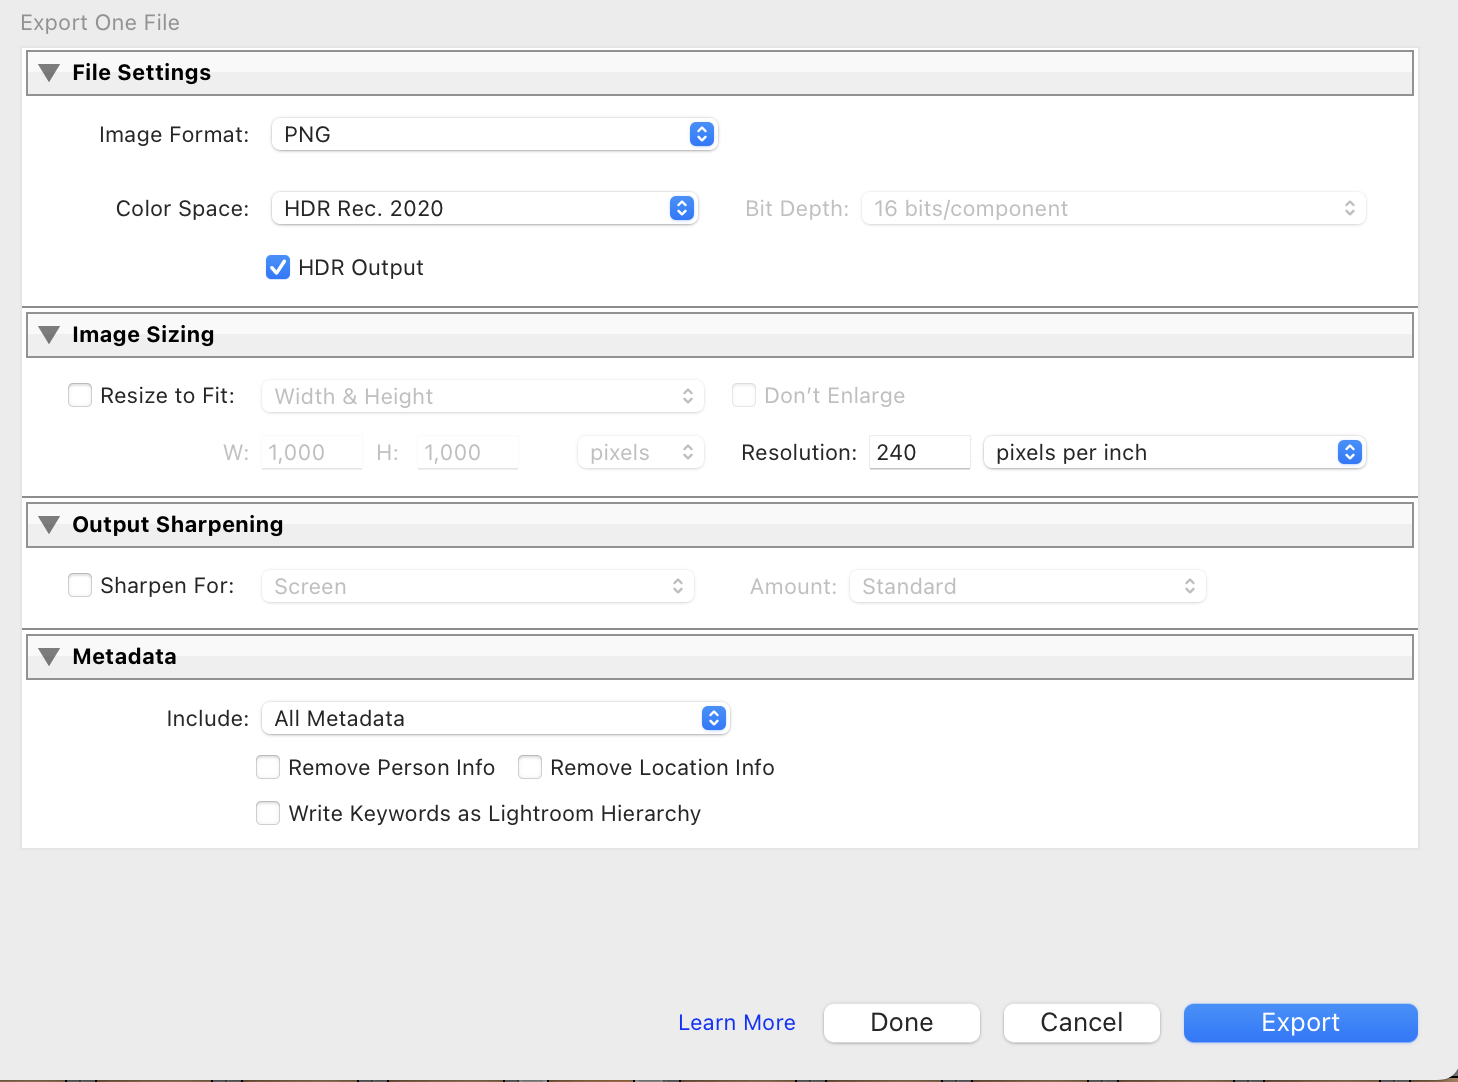 Export One File
File Settings
Image Format: PNG
Color Space: HDR Rec. 2020 Bit Depth: 16 bits/component
HDR Output
Image Sizing
Resize to Fit: Width & Height Don’t Enlarge
W: 1,000 H: 1,000 pixels Resolution: 240 pixels per inch
Output Sharpening
Sharpen For: Screen Amount: Standard
Metadata
Include: All Metadata
Remove Person Info Remove Location Info
Write Keywords as Lightroom Hierarchy
Learn More Done Cancel Export